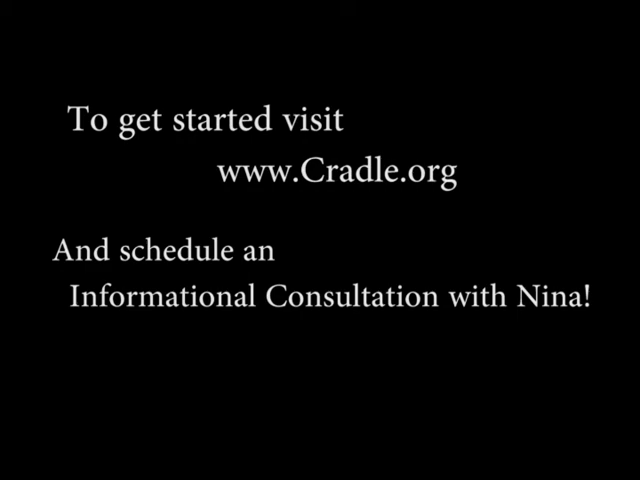 To get started visit
www.Cradle.org
And schedule an
Informational Consultation with Nina!